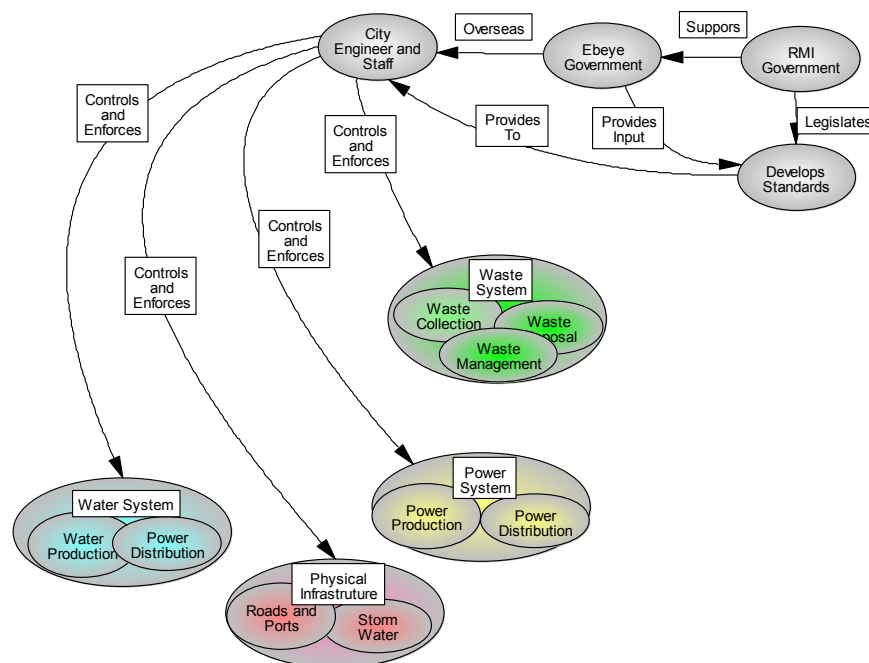 City
Engineer and
Staff
Overseas
Ebeye
Government
Suppors
RMI
Government
Controls
and
Enforces
Controls
and
Enforces
Provides
To
Provides
Input
Legislates
Develops
Standards
Controls
and
Enforces
Controls
and
Enforces
Waste
System
Waste
Collection
Waste
posal
Waste
Management
Water System
Water
Production
Power
Distribution
Power
System
Power
Production
Power
Distribution
Physical
Infrastruture
Roads and
Ports
Storm
Water